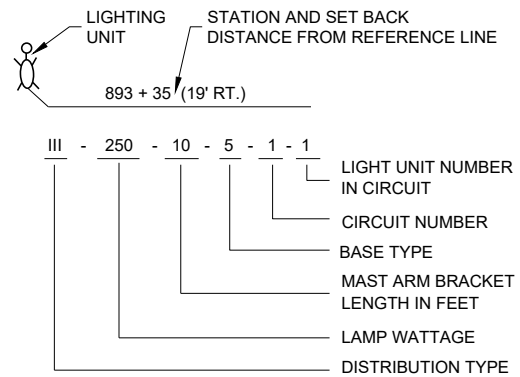 LIGHTING
UNIT
STATION AND SET BACK
DISTANCE FROM REFERENCE LINE
893 + 35 (19' RT.)
III - 250 - 10 - 5 - 1 - 1
LIGHT UNIT NUMBER
IN CIRCUIT
CIRCUIT NUMBER
BASE TYPE
MAST ARM BRACKET
LENGTH IN FEET
LAMP WATTAGE
DISTRIBUTION TYPE